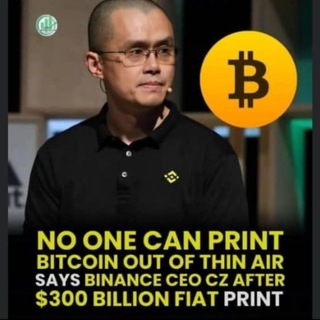 NO ONE CAN PRINT
BITCOIN OUT OF THIN AIR
SAYS BINANCE CEO CZ AFTER
$300 BILLION FIAT PRINT